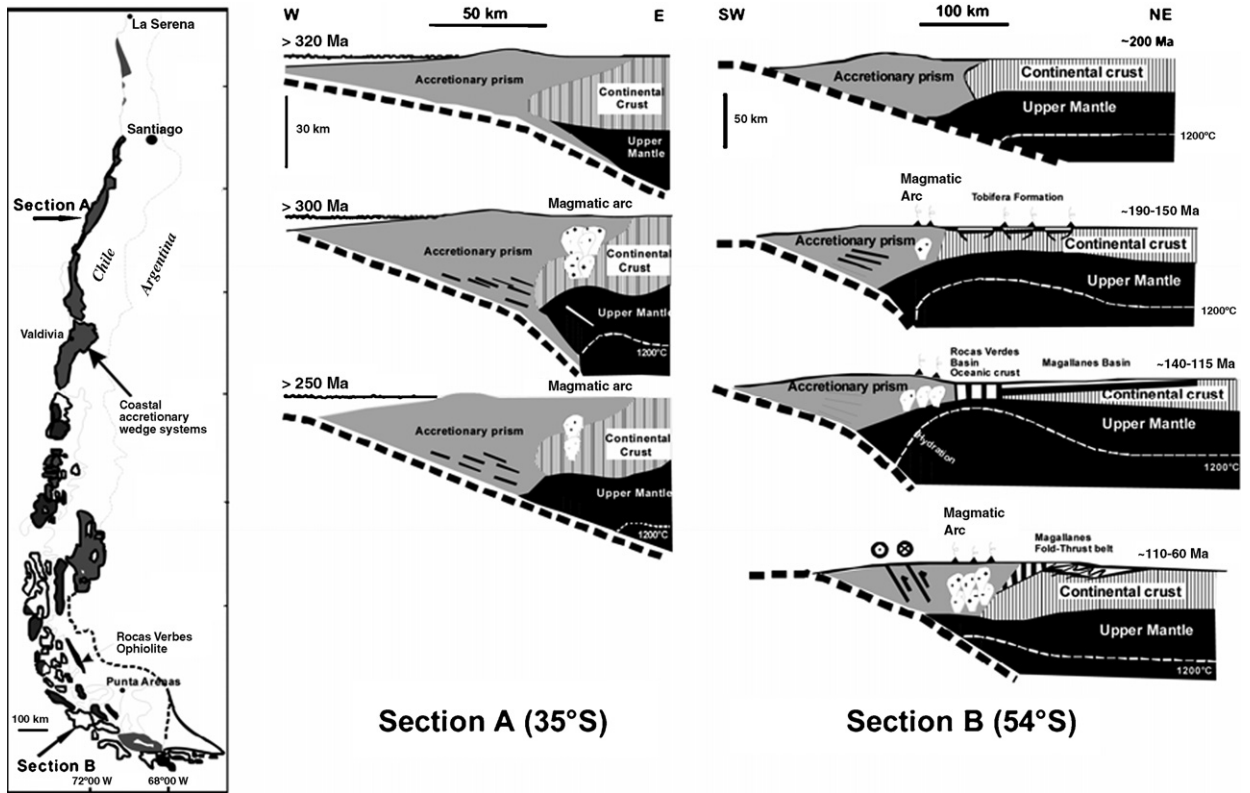 La Serena
Santiago
Section A
Chile
Argentina
Valdivia
Coastal
accretionary
wedge systems
Rocas Verbes
Ophiolite
Punta Arenas
100 km
Section B
72°00 W
68°00 W
W
50 km
E
> 320 Ma
Accretionary prism
Continental
Crust
30 km
Upper
Mantle
> 300 Ma
Magmatic arc
Accretionary prism
Continental
Crust
Upper Mantle
1200°C
> 250 Ma
Magmatic arc
Accretionary prism
Continental
Crust
Upper Mantle
1200°C
Section A (35°S)
SW
100 km
NE
~200 Ma
Accretionary prism
Continental crust
Upper Mantle
50 km
1200°C
Magmatic
Arc
Tobifera Formation
~190-150 Ma
Accretionary prism
Continental crust
Upper Mantle
1200°C
Rocas Verdes
Basin
Oceanic crust
Magallanes Basin
~140-115 Ma
Accretionary prism
Continental crust
Upper Mantle
Hydration
1200°C
Magmatic
Arc
Magallanes
Fold-Thrust belt
~110-60 Ma
Continental crust
Upper Mantle
1200°C
Section B (54°S)